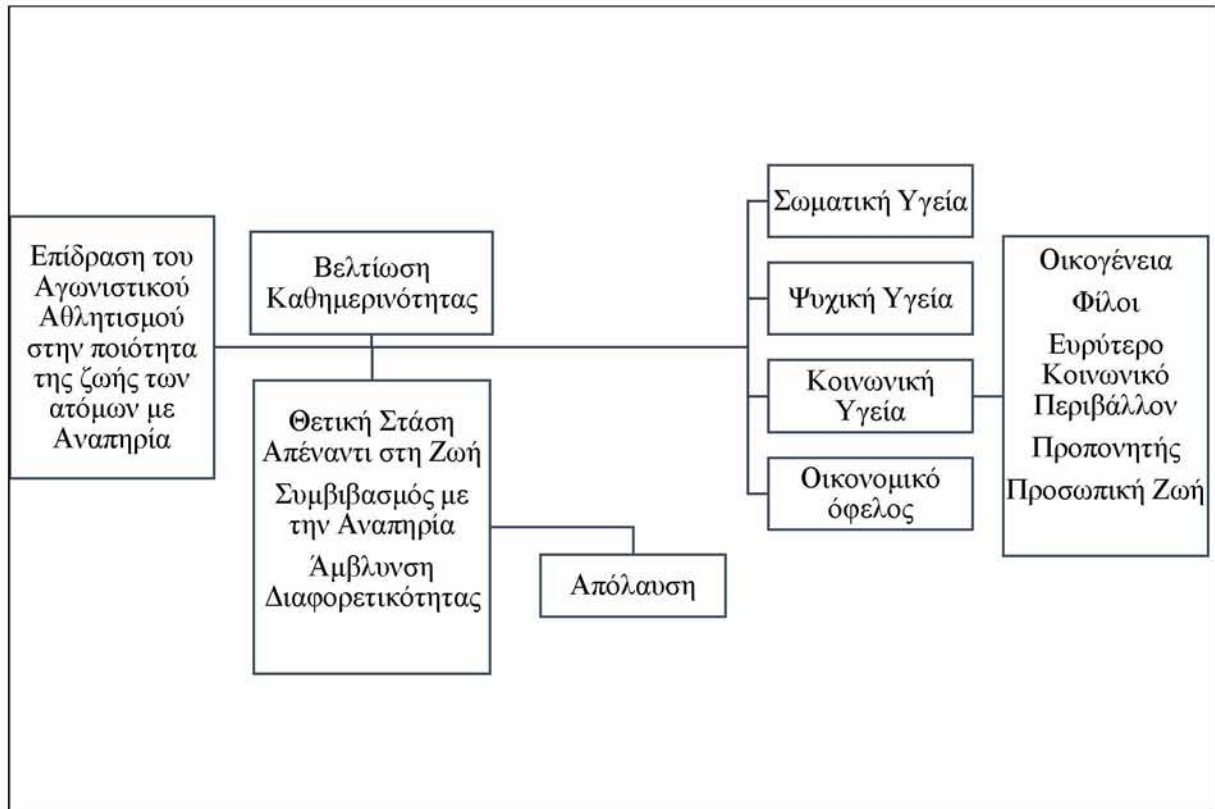 Επίδραση του
Αγωνιστικού
Αθλητισμού
στην ποιότητα
της ζωής των
ατόμων με
Αναπηρία
Βελτίωση
Καθημερινότητας
Θετική Στάση
Απέναντι στη Ζωή
Συμβιβασμός με
την Αναπηρία
Άμβλυνση
Διαφορετικότητας
Απόλαυση
Σωματική Υγεία
Ψυχική Υγεία
Κοινωνική
Υγεία
Οικονομικό
όφελος
Οικογένεια
Φίλοι
Ευρύτερο
Κοινωνικό
Περιβάλλον
Προπονητής
Προσωπική Ζωή